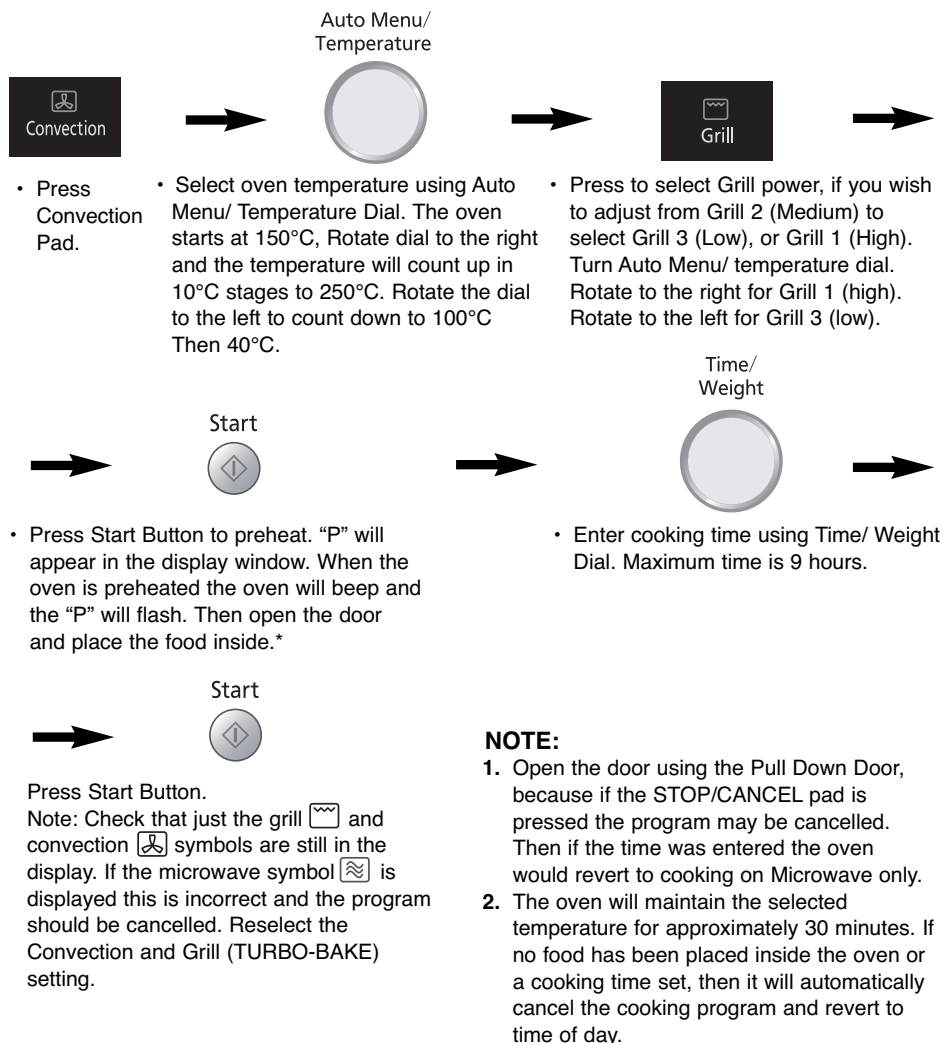 Auto Menu/
Temperature
Convection
Grill
• Press
Convection
Pad.
• Select oven temperature using Auto
Menu/ Temperature Dial. The oven
starts at 150°C, Rotate dial to the right
and the temperature will count up in
10°C stages to 250°C. Rotate the dial
to the left to count down to 100°C
Then 40°C.
• Press to select Grill power, if you wish
to adjust from Grill 2 (Medium) to
select Grill 3 (Low), or Grill 1 (High).
Turn Auto Menu/ temperature dial.
Rotate to the right for Grill 1 (high).
Rotate to the left for Grill 3 (low).
Start
Time/
Weight
• Press Start Button to preheat. “P” will
appear in the display window. When the
oven is preheated the oven will beep and
the “P” will flash. Then open the door
and place the food inside.*
• Enter cooking time using Time/ Weight
Dial. Maximum time is 9 hours.
Start
Press Start Button.
Note: Check that just the grill and
convection symbols are still in the
display. If the microwave symbol is
displayed this is incorrect and the program
should be cancelled. Reselect the
Convection and Grill (TURBO-BAKE)
setting.
NOTE:
1. Open the door using the Pull Down Door,
because if the STOP/CANCEL pad is
pressed the program may be cancelled.
Then if the time was entered the oven
would revert to cooking on Microwave only.
2. The oven will maintain the selected
temperature for approximately 30 minutes. If
no food has been placed inside the oven or
a cooking time set, then it will automatically
cancel the cooking program and revert to
time of day.